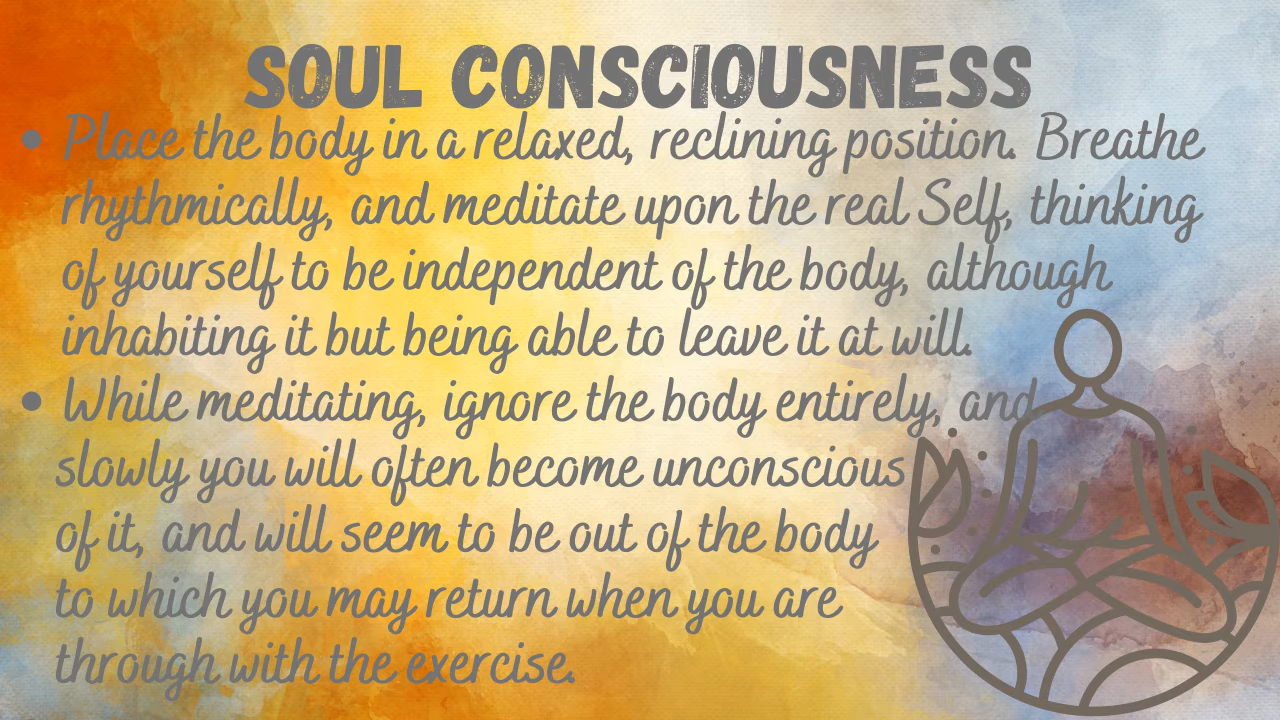 SOUL CONSCIOUSNESS
• Place the body in a relaxed, reclining position. Breathe
rhythmically, and meditate upon the real Self, thinking
of yourself to be independent of the body, although
inhabiting it but being able to leave it at will.
• While meditating, ignore the body entirely, and
slowly you will often become unconscious
of it, and will seem to be out of the body
to which you may return when you are
through with the exercise.